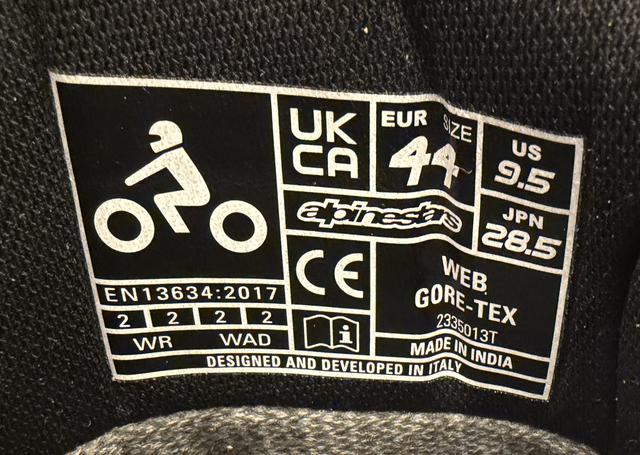 UK
CA
EUR SIZE
44
US
9.5
alpinestars
JPN
28.5
CE
WEB
GORE-TEX
2335013T
MADE IN INDIA
EN13634:2017
2 2 2 2
WR WAD
i
DESIGNED AND DEVELOPED IN ITALY